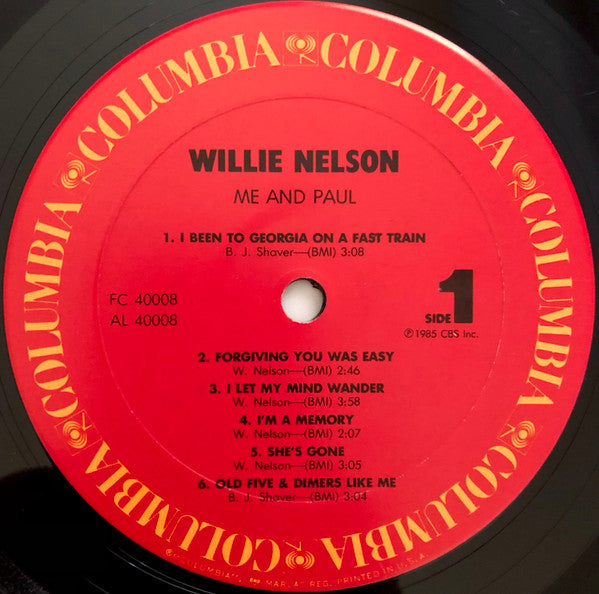 COLUMBIA COLUMBIA COLUMBIA COLUMBIA COLUMBIA COLUMBIA
WILLIE NELSON
ME AND PAUL
1. I BEEN TO GEORGIA ON A FAST TRAIN
B. J. Shaver—(BMI) 3:08
FC 40008
AL 40008
SIDE 1
℗1985 CBS Inc.
2. FORGIVING YOU WAS EASY
W. Nelson—(BMI) 2:46
3. I LET MY MIND WANDER
W. Nelson—(BMI) 3:58
4. I'M A MEMORY
W. Nelson—(BMI) 2:07
5. SHE'S GONE
W. Nelson—(BMI) 3:05
6. OLD FIVE & DIMERS LIKE ME
B. J. Shaver—(BMI) 3:04
MARCAS REG. PRINTED IN U.S.A.